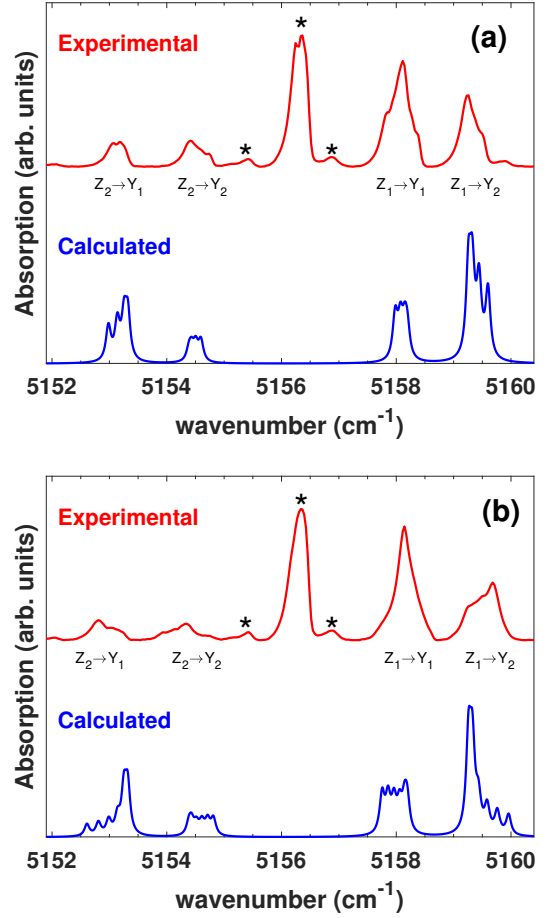 (a)
Experimental
*
*
*
Z₂→Y₁
Z₂→Y₂
Z₁→Y₁
Z₁→Y₂
Calculated
Absorption (arb. units)
5152 5154 5156 5158 5160
wavenumber (cm⁻¹)
(b)
Experimental
*
*
*
Z₂→Y₁
Z₂→Y₂
Z₁→Y₁
Z₁→Y₂
Calculated
Absorption (arb. units)
5152 5154 5156 5158 5160
wavenumber (cm⁻¹)